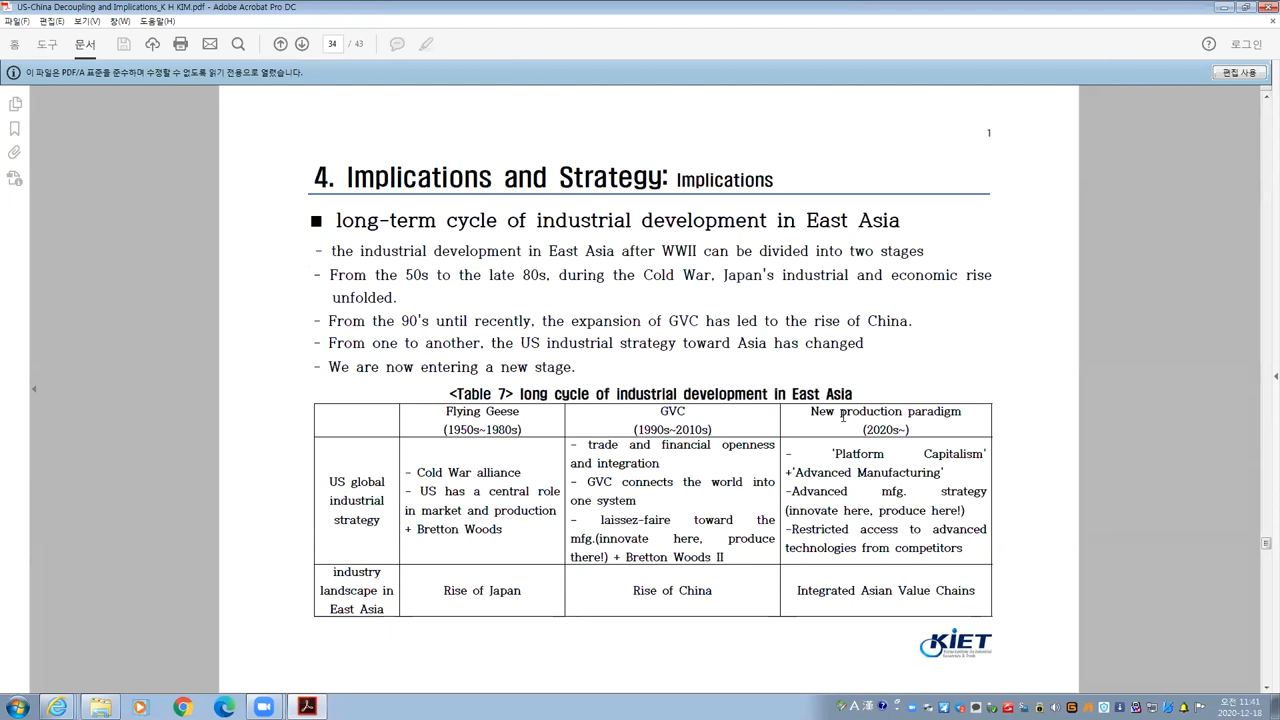 US-China Decoupling and Implications_K H KIM.pdf - Adobe Acrobat Pro DC
파일(F) 편집(E) 보기(V) 창(W) 도움말(H)
홈 도구 문서 34 / 43 로그인
이 파일은 PDF/A 표준을 준수하며 수정할 수 없도록 읽기 전용으로 열렸습니다. 편집 사용
1
4. Implications and Strategy: Implications
■ long-term cycle of industrial development in East Asia
- the industrial development in East Asia after WWII can be divided into two stages
- From the 50s to the late 80s, during the Cold War, Japan's industrial and economic rise
unfolded.
- From the 90's until recently, the expansion of GVC has led to the rise of China.
- From one to another, the US industrial strategy toward Asia has changed
- We are now entering a new stage.
<Table 7> long cycle of industrial development in East Asia
Flying Geese
(1950s~1980s)
GVC
(1990s~2010s)
New production paradigm
(2020s~)
US global
industrial
strategy
- Cold War alliance
- US has a central role
in market and production
+ Bretton Woods
- trade and financial openness
and integration
- GVC connects the world into
one system
- laissez-faire toward the
mfg.(innovate here, produce
there!) + Bretton Woods II
- 'Platform Capitalism'
+'Advanced Manufacturing'
-Advanced mfg. strategy
(innovate here, produce here!)
-Restricted access to advanced
technologies from competitors
industry
landscape in
East Asia
Rise of Japan
Rise of China
Integrated Asian Value Chains
KIET
A 漢
오전 11:41
2020-12-18